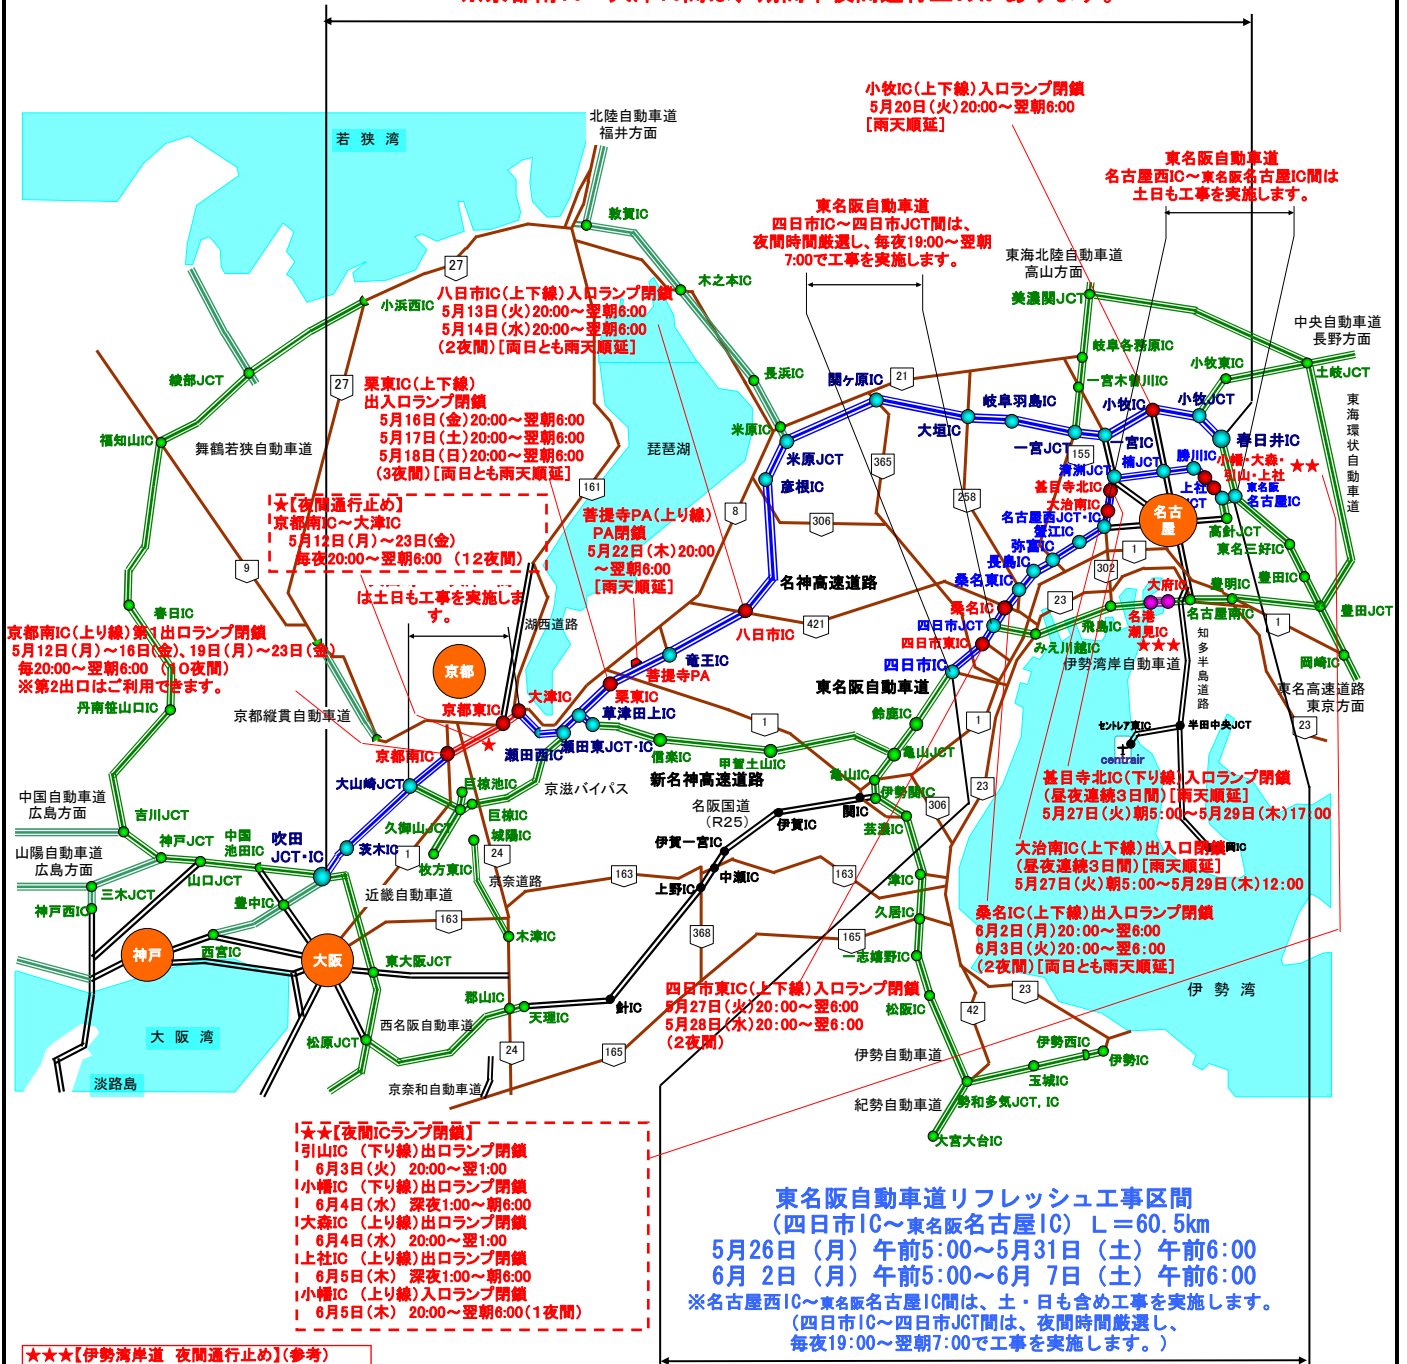 若 狭 湾
北陸自動車道
福井方面
小牧IC(上下線)入口ランプ閉鎖
5月20日(火)20:00～翌朝6:00
[雨天順延]
東名阪自動車道
名古屋西IC～東名阪名古屋IC間は
土日も工事を実施します。
東名阪自動車道
四日市IC～四日市JCT間は、
夜間時間厳選し、毎夜19:00～翌朝
7:00で工事を実施します。
敦賀IC
木之本IC
東海北陸自動車道
高山方面
美濃関JCT
中央自動車道
長野方面
27
小浜西IC
八日市IC(上下線)入口ランプ閉鎖
5月13日(火)20:00～翌朝6:00
5月14日(水)20:00～翌朝6:00
(2夜間)[両日とも雨天順延]
綾部JCT
27
栗東IC(上下線)
出入口ランプ閉鎖
5月16日(金)20:00～翌朝6:00
5月17日(土)20:00～翌朝6:00
5月18日(日)20:00～翌朝6:00
(3夜間)[両日とも雨天順延]
長浜IC
関ヶ原IC
21
岐阜各務原IC
小牧東IC
土岐JCT
一宮木曽川IC
岐阜羽島IC
小牧IC
小牧JCT
東海環状自動車道
福知山IC
舞鶴若狭自動車道
琵琶湖
米原IC
米原JCT
大垣IC
一宮JCT
一宮IC
春日井IC
365
155
清洲JCT
楠JCT
勝川IC
小幡・大森・
引山・上社
★★
彦根IC
161
甚目寺北IC
上社
JCT
東名阪
名古屋IC
258
大治南IC
名古屋西JCT・IC
名古
屋
★【夜間通行止め】
京都南IC～大津IC
5月12日(月)～23日(金)
毎夜20:00～翌朝6:00 (12夜間)
菩提寺PA(上り線)
PA閉鎖
5月22日(木)20:00
～翌朝6:00
[雨天順延]
8
306
蟹江IC
高針JCT
弥富IC
1
東名三好IC
長島IC
302
9
名神高速道路
桑名東IC
大府IC
豊明IC
豊田IC
は土日も工事を実施しま
す。
春日IC
桑名IC
23
名古屋南IC
豊田JCT
京都南IC(上り線)第1出口ランプ閉鎖
5月12日(月)～16日(金)、19日(月)～23日(金)
毎20:00～翌朝6:00 (10夜間)
※第2出口はご利用できます。
湖西道路
八日市IC
421
四日市JCT
飛島IC
名港
潮見IC
★★★
1
四日市東IC
みえ川越IC
知多半島道路
京都
竜王IC
菩提寺PA
四日市IC
伊勢湾岸自動車道
岡崎IC
大津IC
栗東IC
東名阪自動車道
東名高速道路
東京方面
丹南篠山口IC
京都縦貫自動車道
京都東IC
★
草津田上IC
1
鈴鹿IC
1
セントレア東IC
半田中央JCT
23
京都南IC
瀬田西IC
瀬田東JCT・IC
信楽IC
甲賀土山IC
亀山JCT
centrair
大山崎JCT
巨椋池IC
新名神高速道路
亀山IC
甚目寺北IC(下り線)入口ランプ閉鎖
(昼夜連続3日間)[雨天順延]
5月27日(火)朝5:00～5月29日(木)17:00
中国自動車道
広島方面
京滋バイパス
名阪国道
(R25)
伊勢関IC
23
吉川JCT
巨椋IC
関IC
306
久御山JCT
城陽IC
伊賀IC
芸濃IC
神戸JCT
中国
池田IC
吹田
JCT・IC
茨木IC
1
24
伊賀一宮IC
大治南IC(上下線)出入口閉鎖
(昼夜連続3日間)[雨天順延]
5月27日(火)朝5:00～5月29日(木)12:00
山陽自動車道
広島方面
枚方東IC
中瀬IC
山口JCT
三木JCT
京奈道路
163
上野IC
163
津IC
近畿自動車道
神戸西IC
豊中IC
163
久居IC
桑名IC(上下線)出入口ランプ閉鎖
6月2日(月)20:00～翌6:00
6月3日(火)20:00～翌6:00
(2夜間)[両日とも雨天順延]
368
165
西宮IC
木津IC
神戸
大阪
東大阪JCT
一志嬉野IC
四日市東IC(上下線)入口ランプ閉鎖
5月27日(火)20:00～翌6:00
5月28日(水)20:00～翌6:00
(2夜間)
郡山IC
天理IC
針IC
松阪IC
23
伊 勢 湾
42
大 阪 湾
西名阪自動車道
松原JCT
24
165
伊勢自動車道
伊勢西IC
伊勢IC
淡路島
京奈和自動車道
玉城IC
紀勢自動車道
勢和多気JCT, IC
★★【夜間ICランプ閉鎖】
引山IC (下り線)出口ランプ閉鎖
6月3日(火) 20:00～翌1:00
小幡IC (下り線)出口ランプ閉鎖
6月4日(水) 深夜1:00～朝6:00
大森IC (上り線)出口ランプ閉鎖
6月4日(水) 20:00～翌1:00
上社IC (上り線)出口ランプ閉鎖
6月5日(木) 深夜1:00～朝6:00
小幡IC (上り線)入口ランプ閉鎖
6月5日(木) 20:00～翌朝6:00(1夜間)
大宮大台IC
東名阪自動車道リフレッシュ工事区間
(四日市IC～東名阪名古屋IC) L=60.5km
5月26日(月)午前5:00～5月31日(土)午前6:00
6月 2日(月)午前5:00～6月 7日(土)午前6:00
※名古屋西IC～東名阪名古屋IC間は、土・日も含め工事を実施します。
(四日市IC～四日市JCT間は、夜間時間厳選し、
毎夜19:00～翌朝7:00で工事を実施します。)
★★★【伊勢湾岸道 夜間通行止め】(参考)